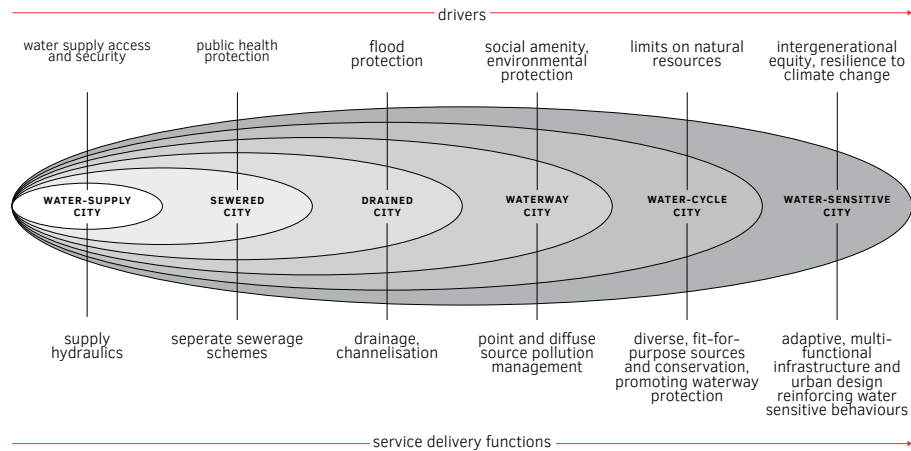 drivers
water supply access
and security
public health
protection
flood
protection
social amenity,
environmental
protection
limits on natural
resources
intergenerational
equity, resilience to
climate change
WATER-SUPPLY
CITY
SEWERED
CITY
DRAINED
CITY
WATERWAY
CITY
WATER-CYCLE
CITY
WATER-SENSITIVE
CITY
supply
hydraulics
seperate sewerage
schemes
drainage,
channelisation
point and diffuse
source pollution
management
diverse, fit-for-
purpose sources
and conservation,
promoting waterway
protection
adaptive, multi-
functional
infrastructure and
urban design
reinforcing water
sensitive behaviours
service delivery functions